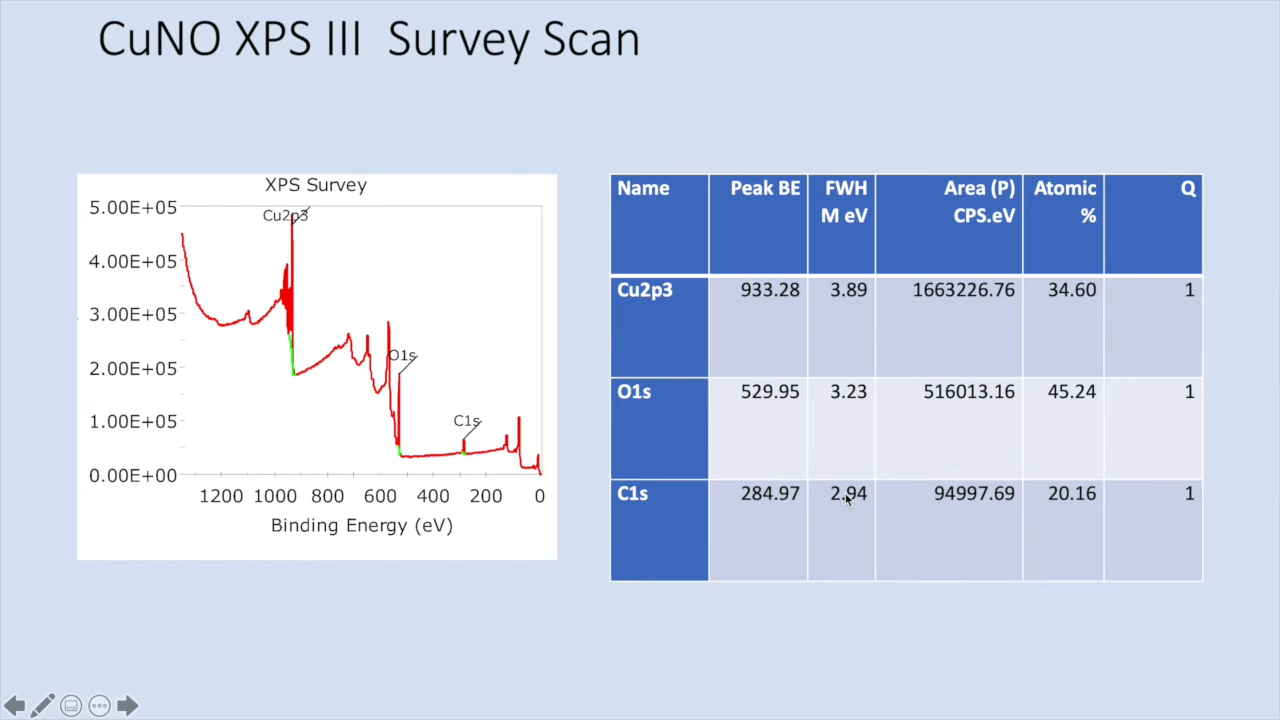 CuNO XPS III  Survey Scan
XPS Survey
5.00E+05
4.00E+05
3.00E+05
2.00E+05
1.00E+05
0.00E+00
Cu2p3
O1s
C1s
1200 1000 800 600 400 200 0
Binding Energy (eV)
Name Peak BE FWH Area (P) Atomic Q
M eV CPS.eV %
Cu2p3 933.28 3.89 1663226.76 34.60 1
O1s 529.95 3.23 516013.16 45.24 1
C1s 284.97 2.94 94997.69 20.16 1